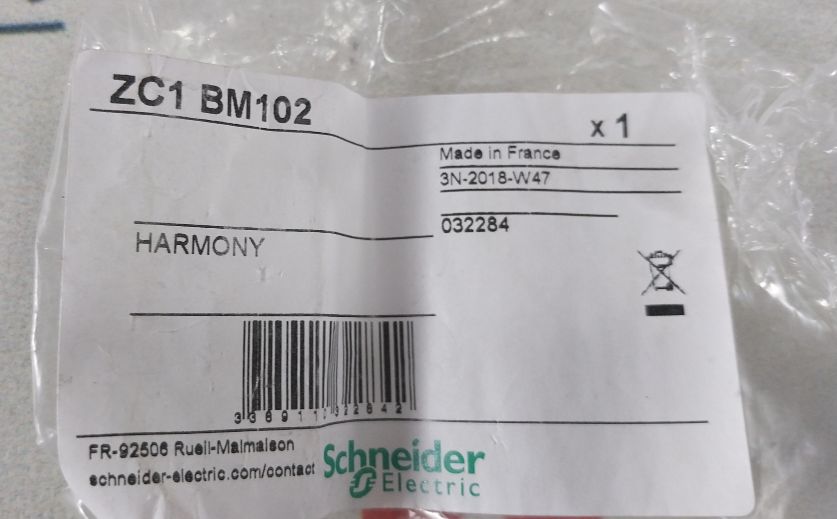 ZC1 BM102
x 1
Made in France
3N-2018-W47
032284
HARMONY
FR-92506 Rueil-Malmaison
schneider-electric.com/contact
Schneider
Electric